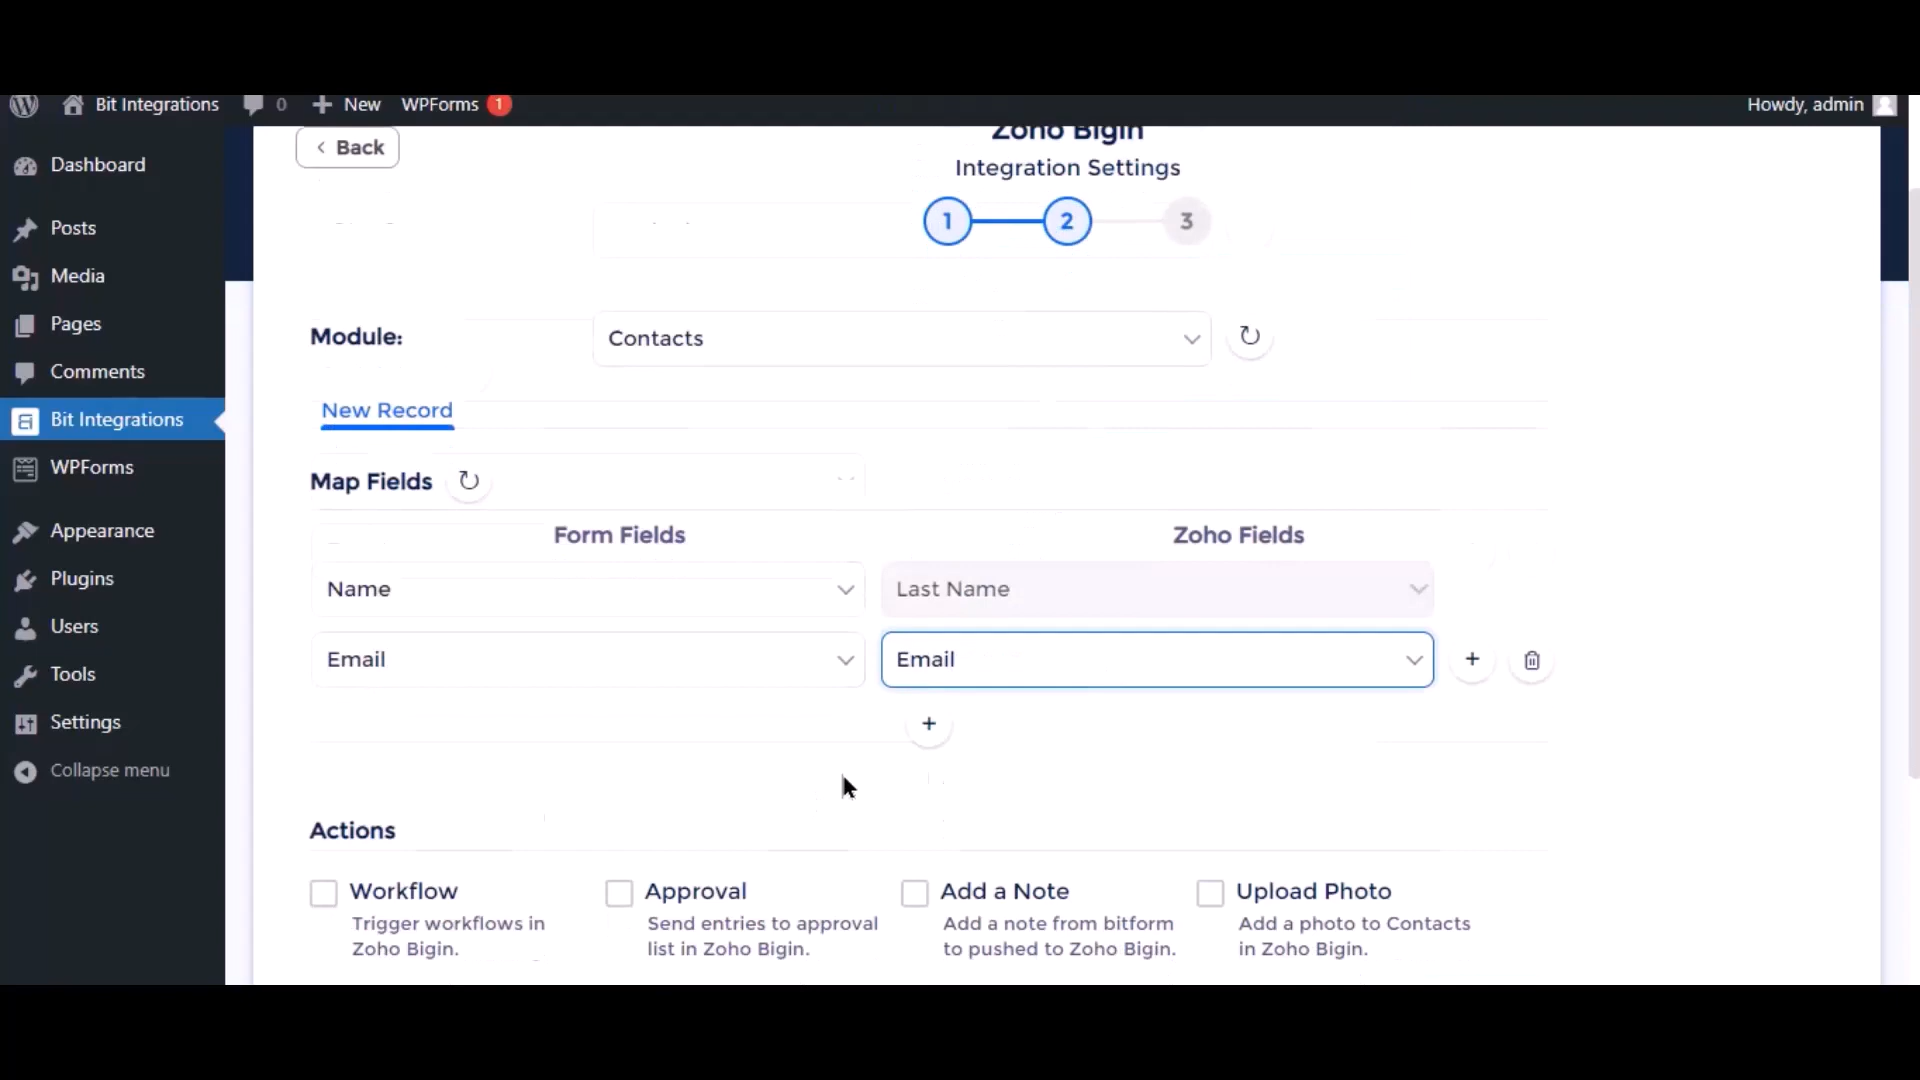 Bit Integrations 0 New WPForms 1 Howdy, admin
Dashboard
Posts
Media
Pages
Comments
Bit Integrations
WPForms
Appearance
Plugins
Users
Tools
Settings
Collapse menu
Back
Zoho Bigin
Integration Settings
1 2 3
Module: Contacts
New Record
Map Fields
Form Fields Zoho Fields
Name Last Name
Email Email
Actions
Workflow
Trigger workflows in
Zoho Bigin.
Approval
Send entries to approval
list in Zoho Bigin.
Add a Note
Add a note from bitform
to pushed to Zoho Bigin.
Upload Photo
Add a photo to Contacts
in Zoho Bigin.